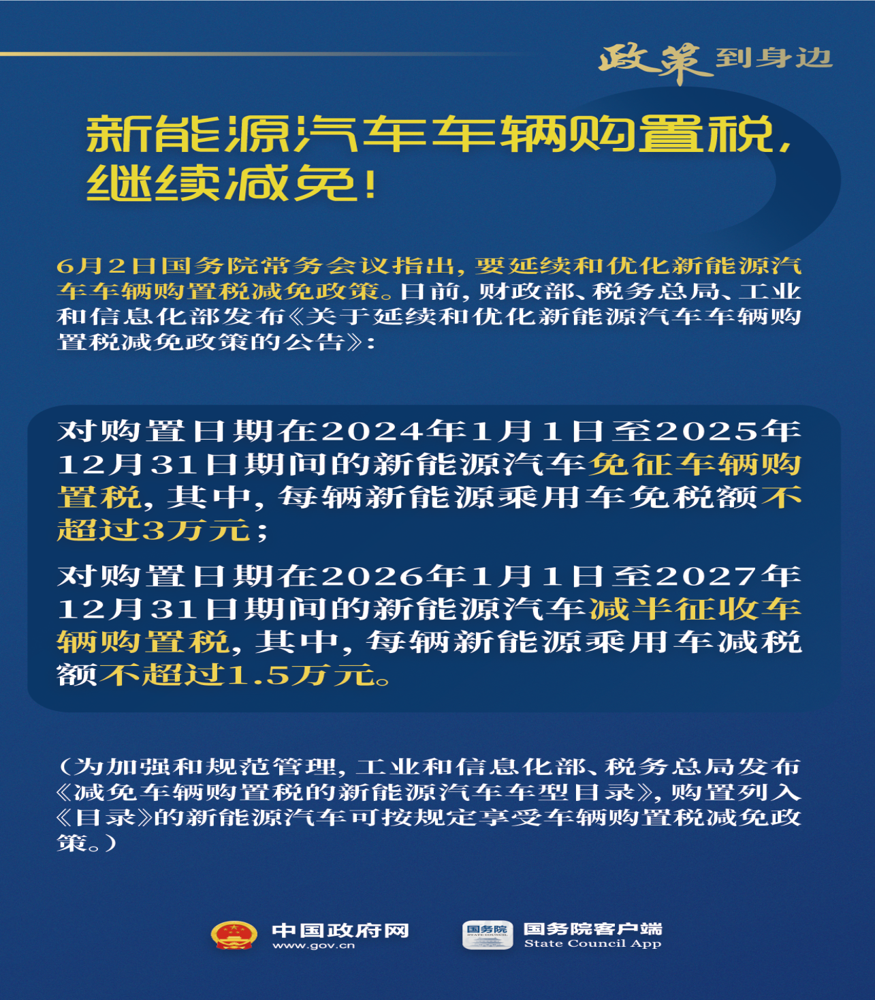 政策到身边
新能源汽车车辆购置税,
继续减免!
6月2日国务院常务会议指出,要延续和优化新能源汽
车车辆购置税减免政策。日前,财政部、税务总局、工业
和信息化部发布《关于延续和优化新能源汽车车辆购
置税减免政策的公告》:
对购置日期在2024年1月1日至2025年
12月31日期间的新能源汽车免征车辆购
置税,其中,每辆新能源乘用车免税额不
超过3万元;
对购置日期在2026年1月1日至2027年
12月31日期间的新能源汽车减半征收车
辆购置税,其中,每辆新能源乘用车减税
额不超过1.5万元。
(为加强和规范管理,工业和信息化部、税务总局发布
《减免车辆购置税的新能源汽车车型目录》,购置列入
《目录》的新能源汽车可按规定享受车辆购置税减免政
策。)
中国政府网
www.gov.cn
国务院
STATE COUNCIL
国务院客户端
State Council App